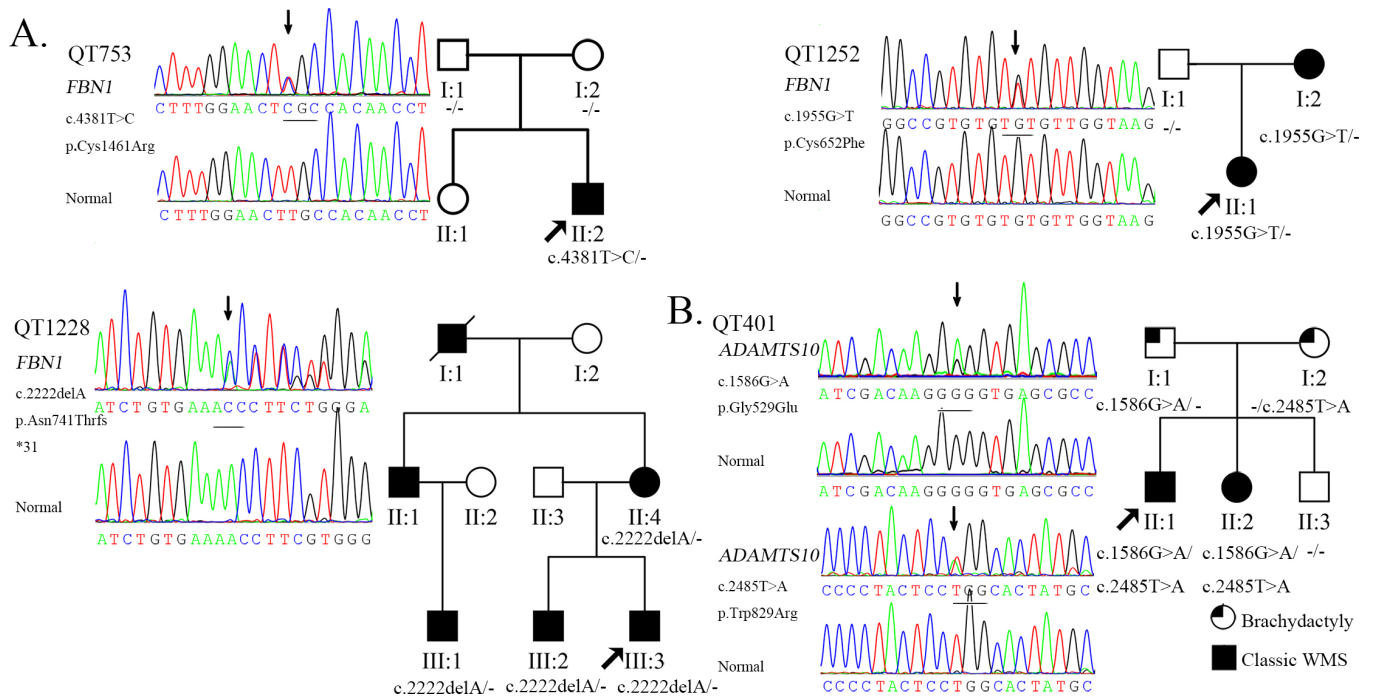 A.
QT753
FBN1
c.4381T>C
p.Cys1461Arg
CTTTGGAACTCGCCACAACCT
Normal
CTTTGGAACTTGCCACAACCT
I:1
-/-
I:2
-/-
II:1
II:2
c.4381T>C/-
QT1252
FBN1
c.1955G>T
p.Cys652Phe
GGCCGTGTGTGTGTTGGTAAG
Normal
GGCCGTGTGTGTGTTGGTAAG
I:1
-/-
I:2
c.1955G>T/-
II:1
c.1955G>T/-
QT1228
FBN1
c.2222delA
p.Asn741Thrfs
*31
ATCTGTGAAACCCTTCTGGGA
Normal
ATCTGTGAAAACCTTCGTGGG
I:1
I:2
II:1
II:2
II:3
II:4
c.2222delA/-
III:1
c.2222delA/-
III:2
c.2222delA/-
III:3
c.2222delA/-
B.
QT401
ADAMTS10
c.1586G>A
p.Gly529Glu
ATCGACAAGGGGGTGAGCGCC
Normal
ATCGACAAGGGGGTGAGCGCC
ADAMTS10
c.2485T>A
p.Trp829Arg
CCCCTACTCCTGGCACTATGC
Normal
CCCCTACTCCTGGCACTATGC
I:1
c.1586G>A/-
I:2
-/c.2485T>A
II:1
c.1586G>A/
c.2485T>A
II:2
c.1586G>A/
c.2485T>A
II:3
-/-
Brachydactyly
Classic WMS